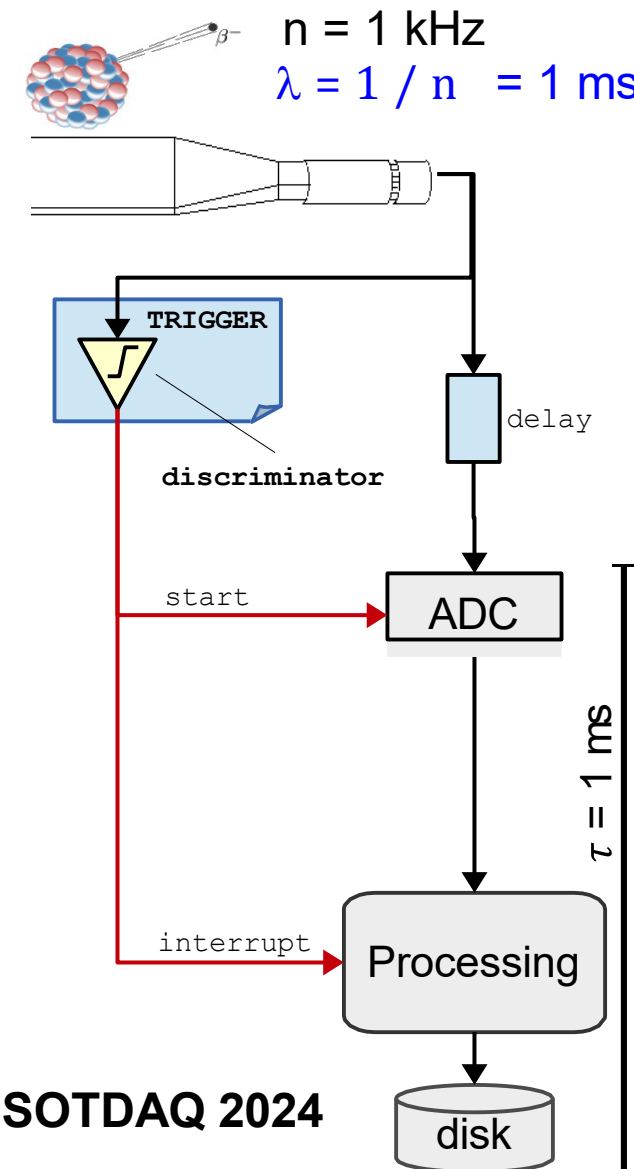 β⁻
n = 1 kHz
λ = 1 / n = 1 ms
TRIGGER
delay
discriminator
start
ADC
τ = 1 ms
interrupt
Processing
SOTDAQ 2024
disk